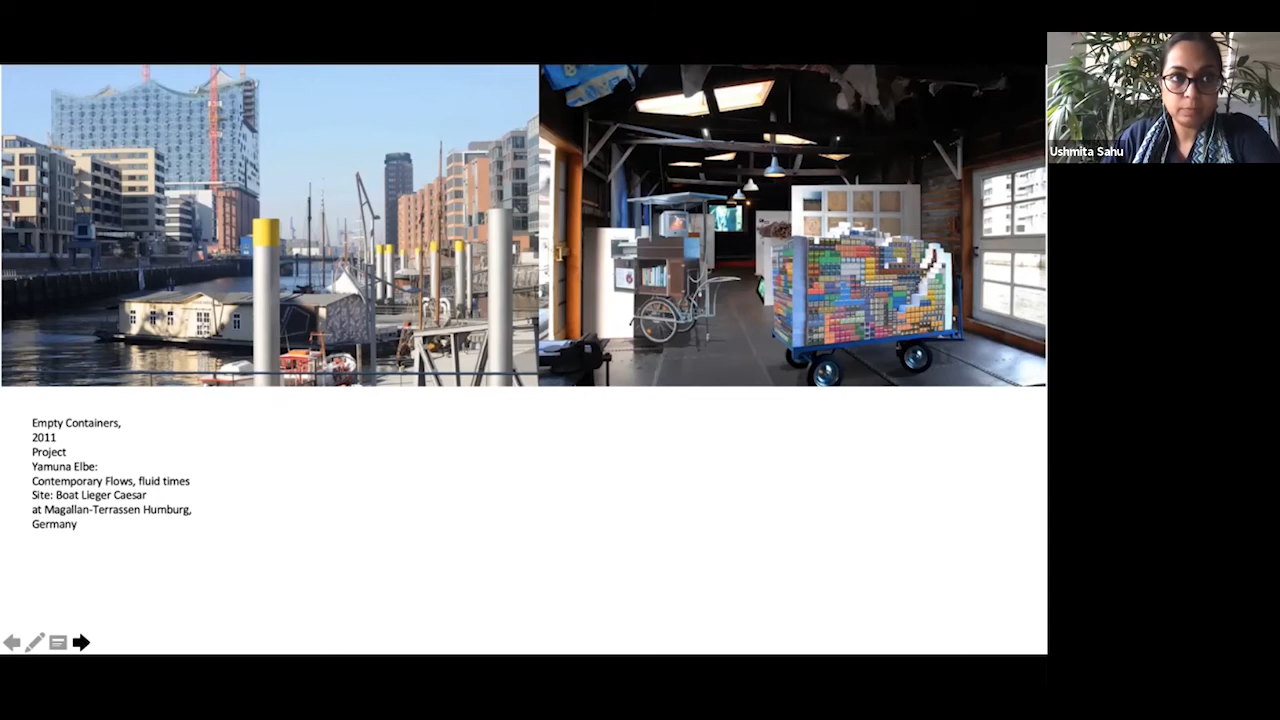 Ushmita Sahu
Empty Containers,
2011
Project
Yamuna Elbe:
Contemporary Flows, fluid times
Site: Boat Lieger Caesar
at Magallan-Terrassen Humburg,
Germany